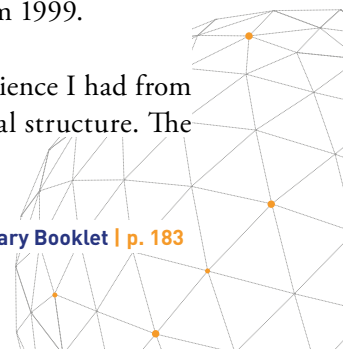 m 1999.
ience I had from
al structure. The
ary Booklet | p. 183